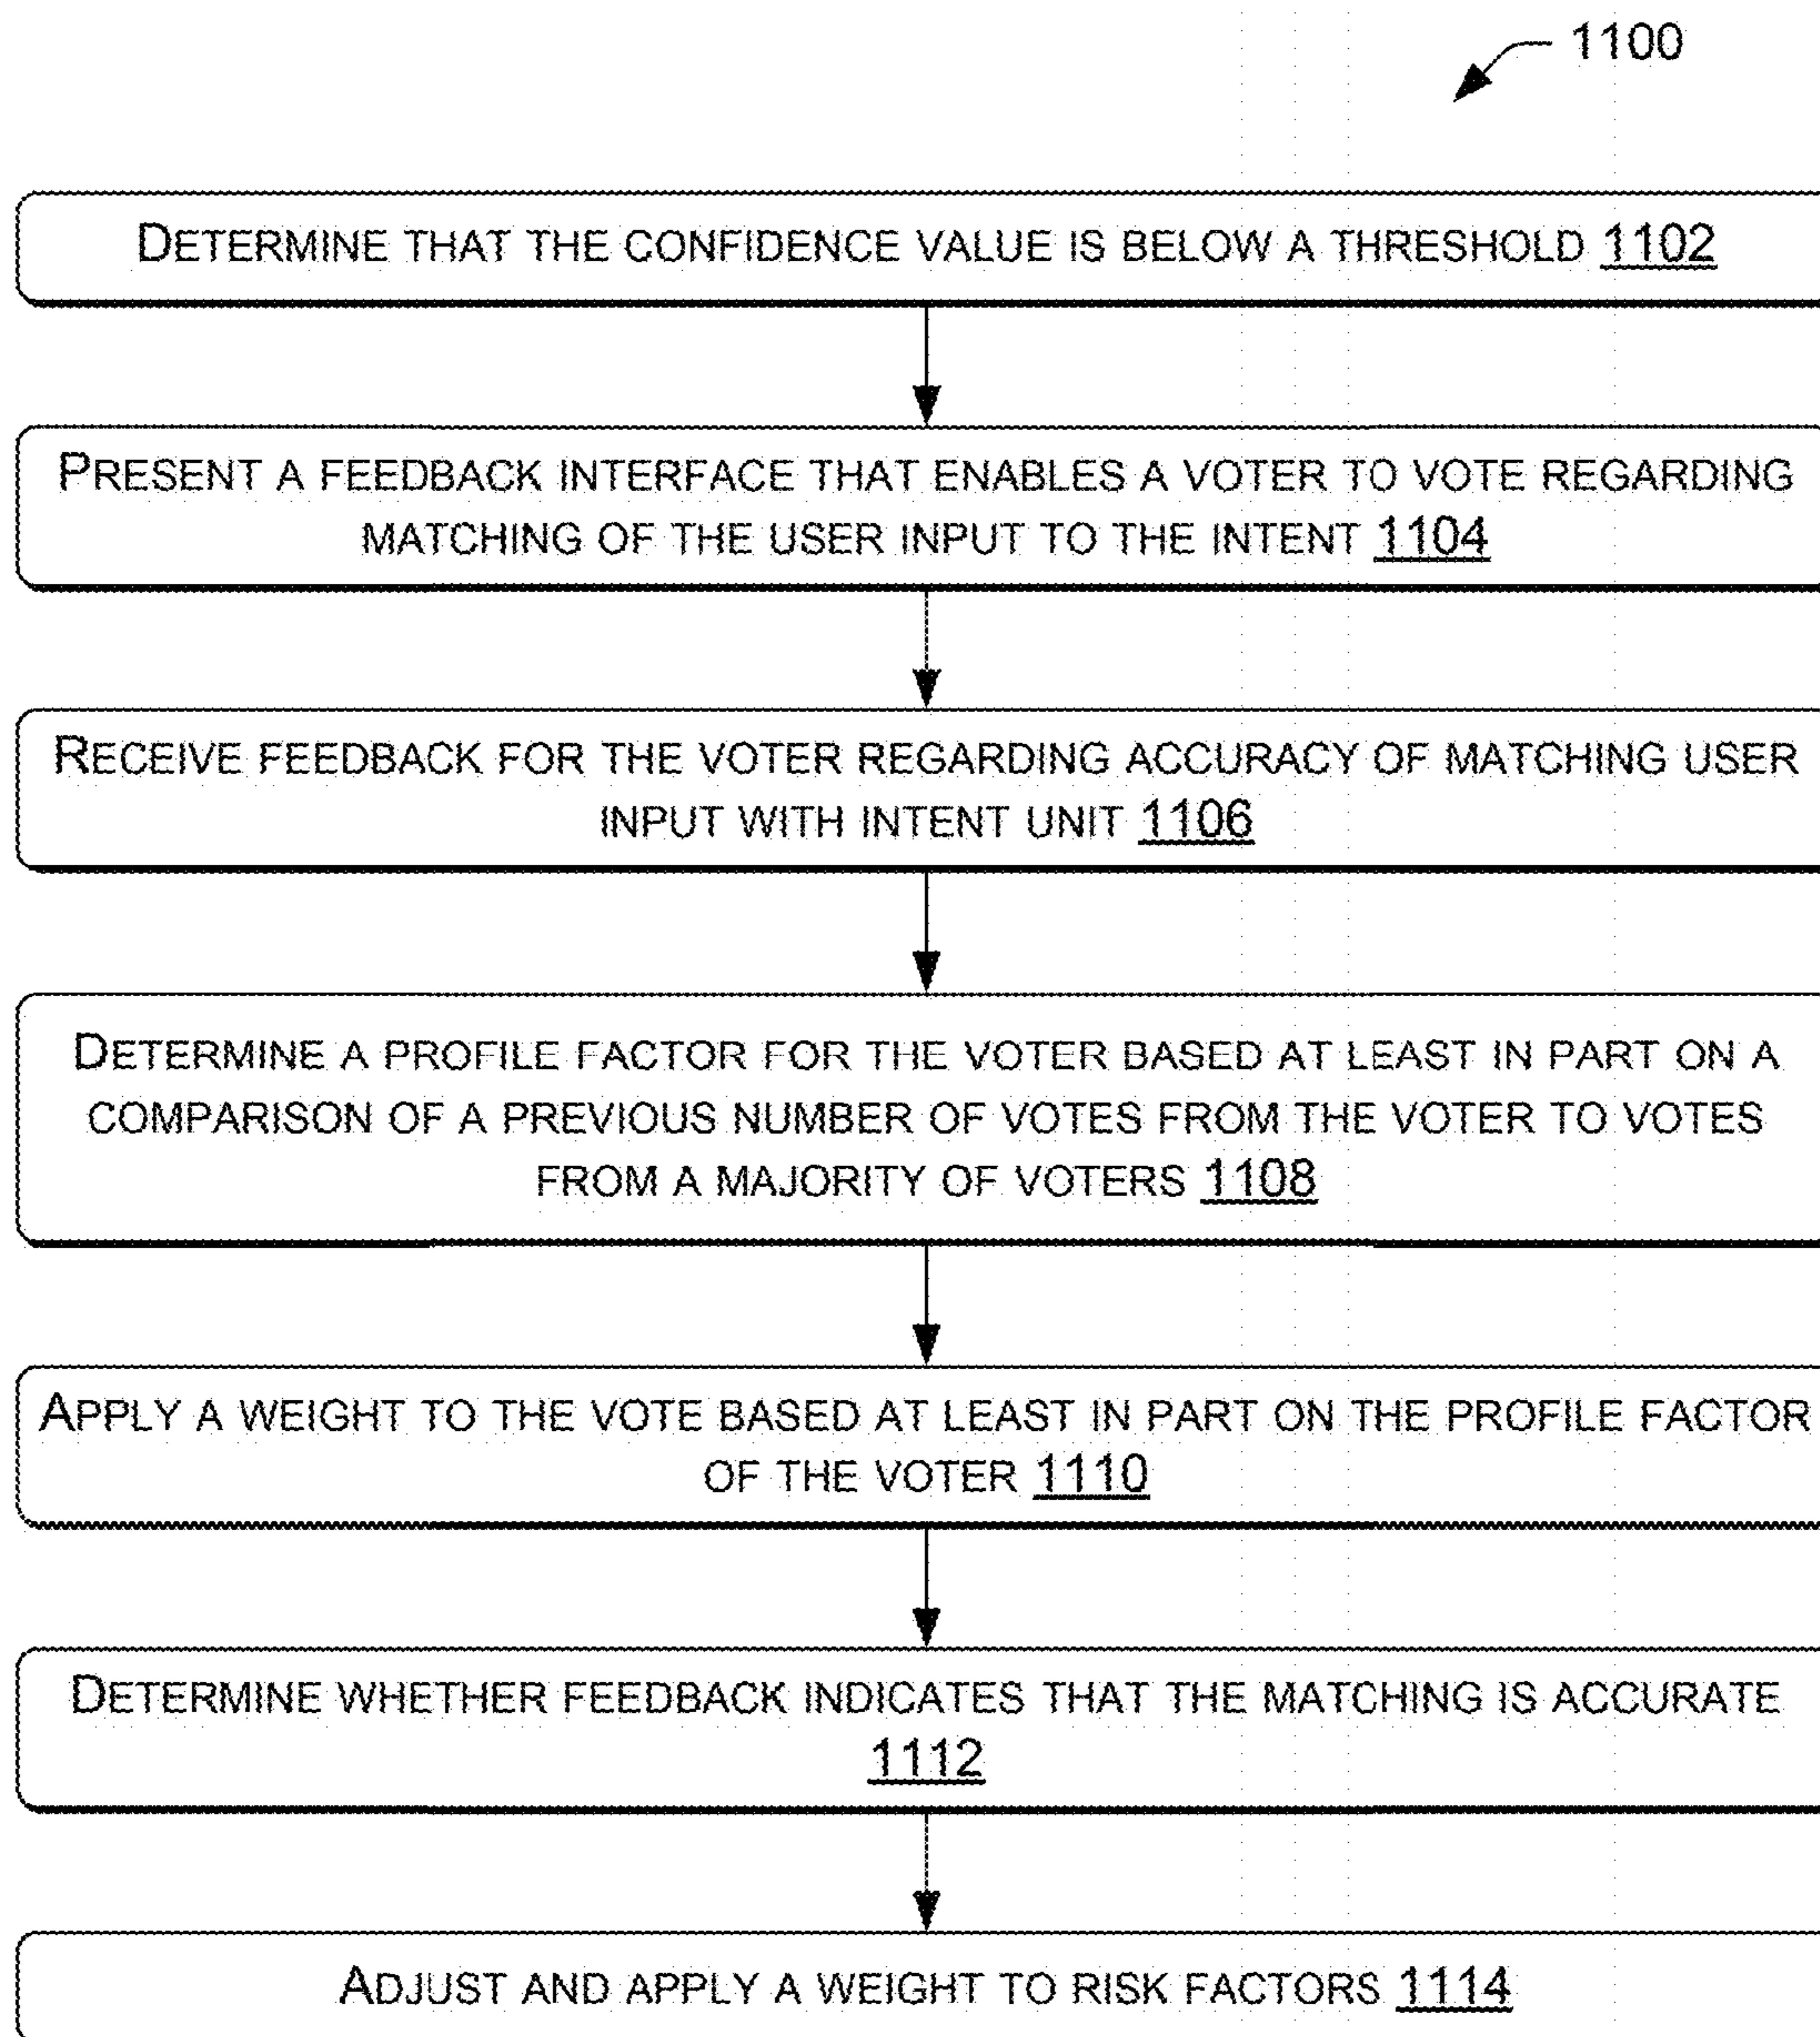 1100
DETERMINE THAT THE CONFIDENCE VALUE IS BELOW A THRESHOLD 1102
PRESENT A FEEDBACK INTERFACE THAT ENABLES A VOTER TO VOTE REGARDING
MATCHING OF THE USER INPUT TO THE INTENT 1104
RECEIVE FEEDBACK FOR THE VOTER REGARDING ACCURACY OF MATCHING USER
INPUT WITH INTENT UNIT 1106
DETERMINE A PROFILE FACTOR FOR THE VOTER BASED AT LEAST IN PART ON A
COMPARISON OF A PREVIOUS NUMBER OF VOTES FROM THE VOTER TO VOTES
FROM A MAJORITY OF VOTERS 1108
APPLY A WEIGHT TO THE VOTE BASED AT LEAST IN PART ON THE PROFILE FACTOR
OF THE VOTER 1110
DETERMINE WHETHER FEEDBACK INDICATES THAT THE MATCHING IS ACCURATE
1112
ADJUST AND APPLY A WEIGHT TO RISK FACTORS 1114